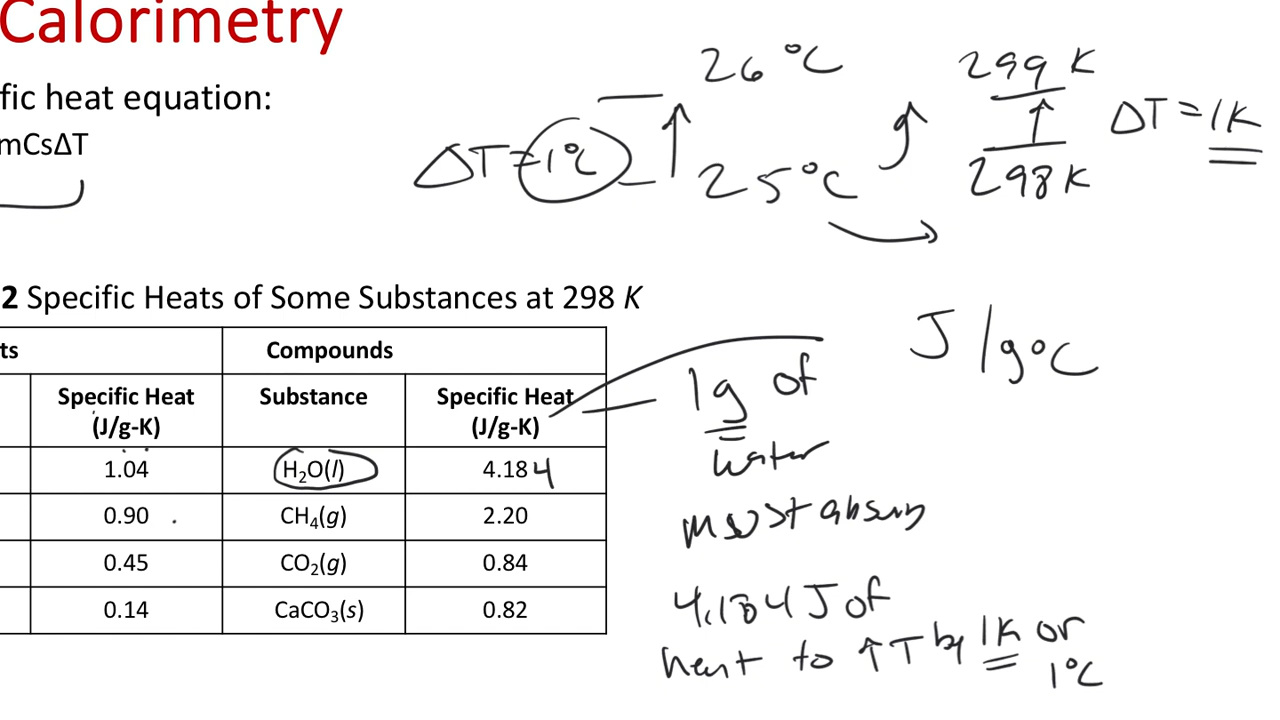 Calorimetry
fic heat equation:
mCsΔT
26 °C
ΔT = 1°C
25 °C
299 K
ΔT = 1K
298 K
2 Specific Heats of Some Substances at 298 K
ts Compounds
Specific Heat Substance Specific Heat
(J/g-K) (J/g-K)
1.04 H₂O(l) 4.184
0.90 CH₄(g) 2.20
0.45 CO₂(g) 0.84
0.14 CaCO₃(s) 0.82
J/g°C
1g of
water
must absorb
4.184 J of
heat to ↑ T by 1K or
1°C